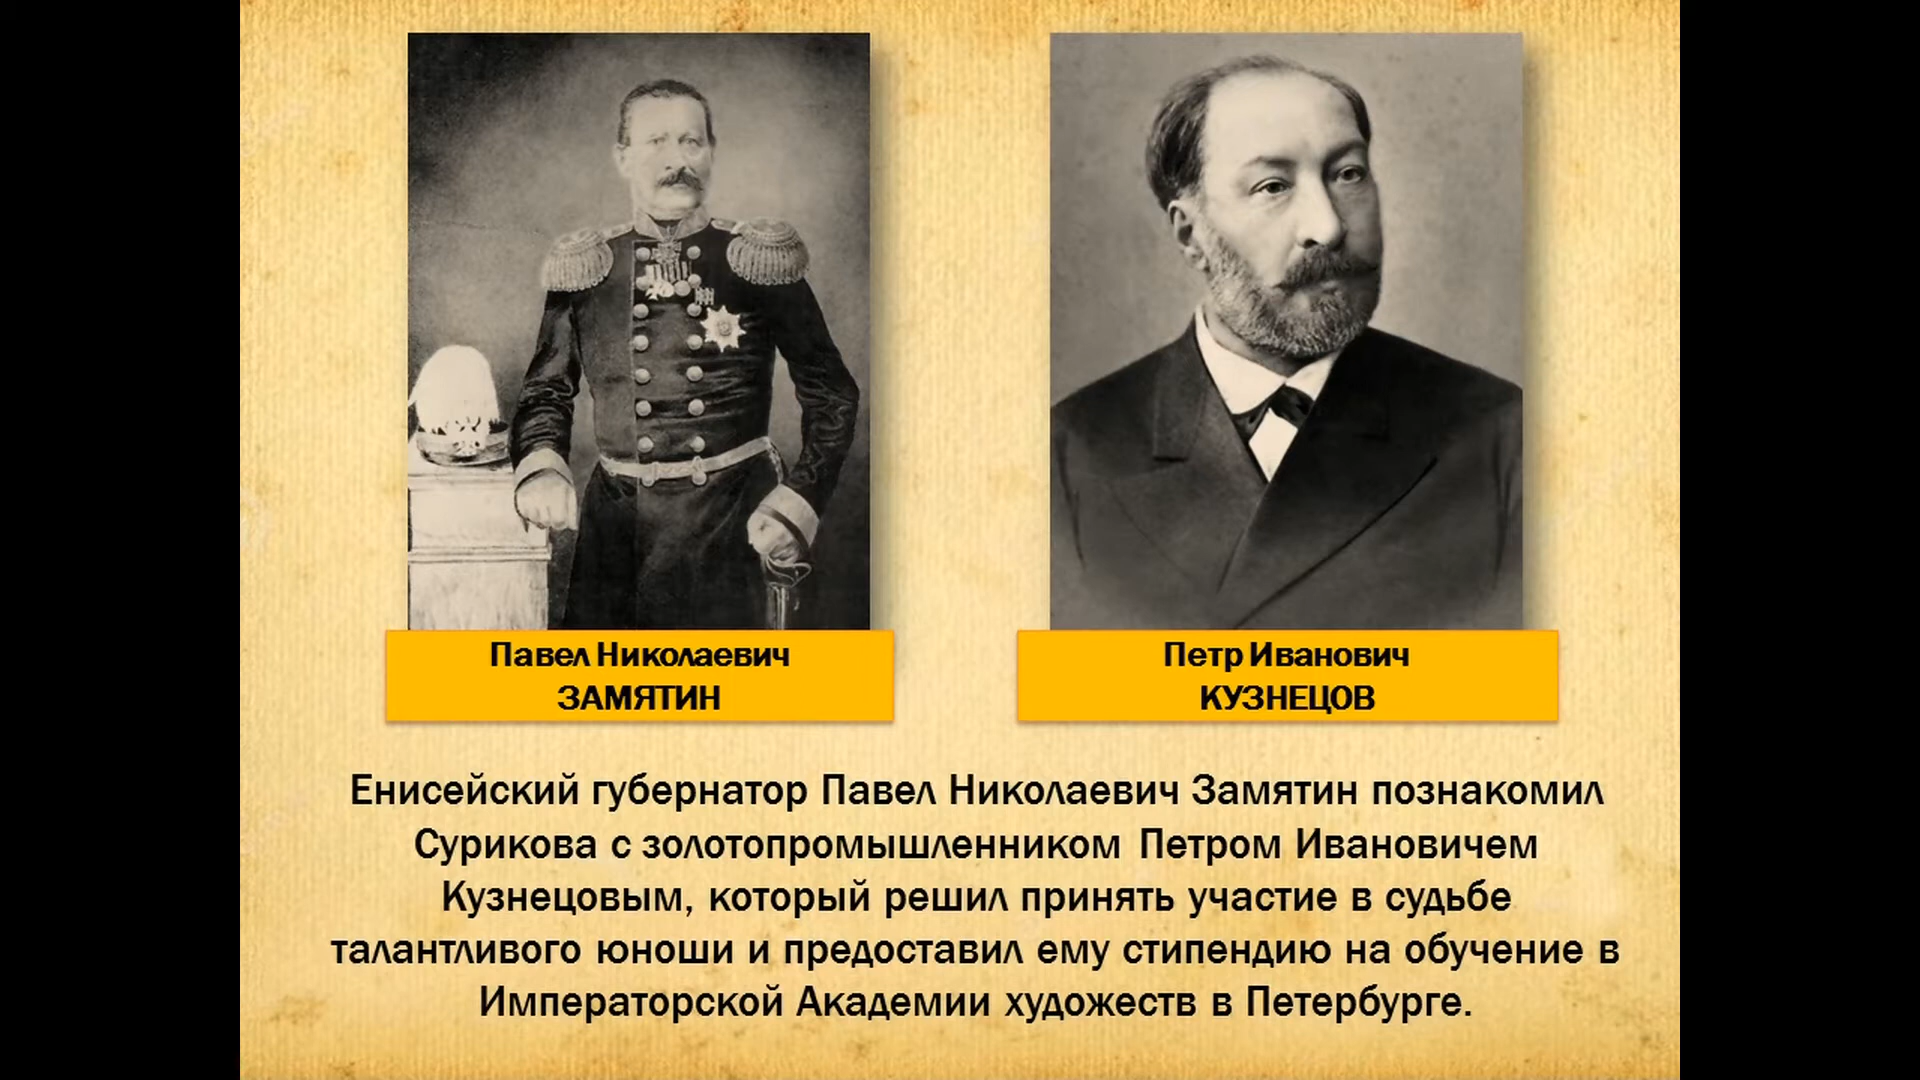 Павел Николаевич
ЗАМЯТИН
Петр Иванович
КУЗНЕЦОВ
Енисейский губернатор Павел Николаевич Замятин познакомил
Сурикова с золотопромышленником Петром Ивановичем
Кузнецовым, который решил принять участие в судьбе
талантливого юноши и предоставил ему стипендию на обучение в
Императорской Академии художеств в Петербурге.